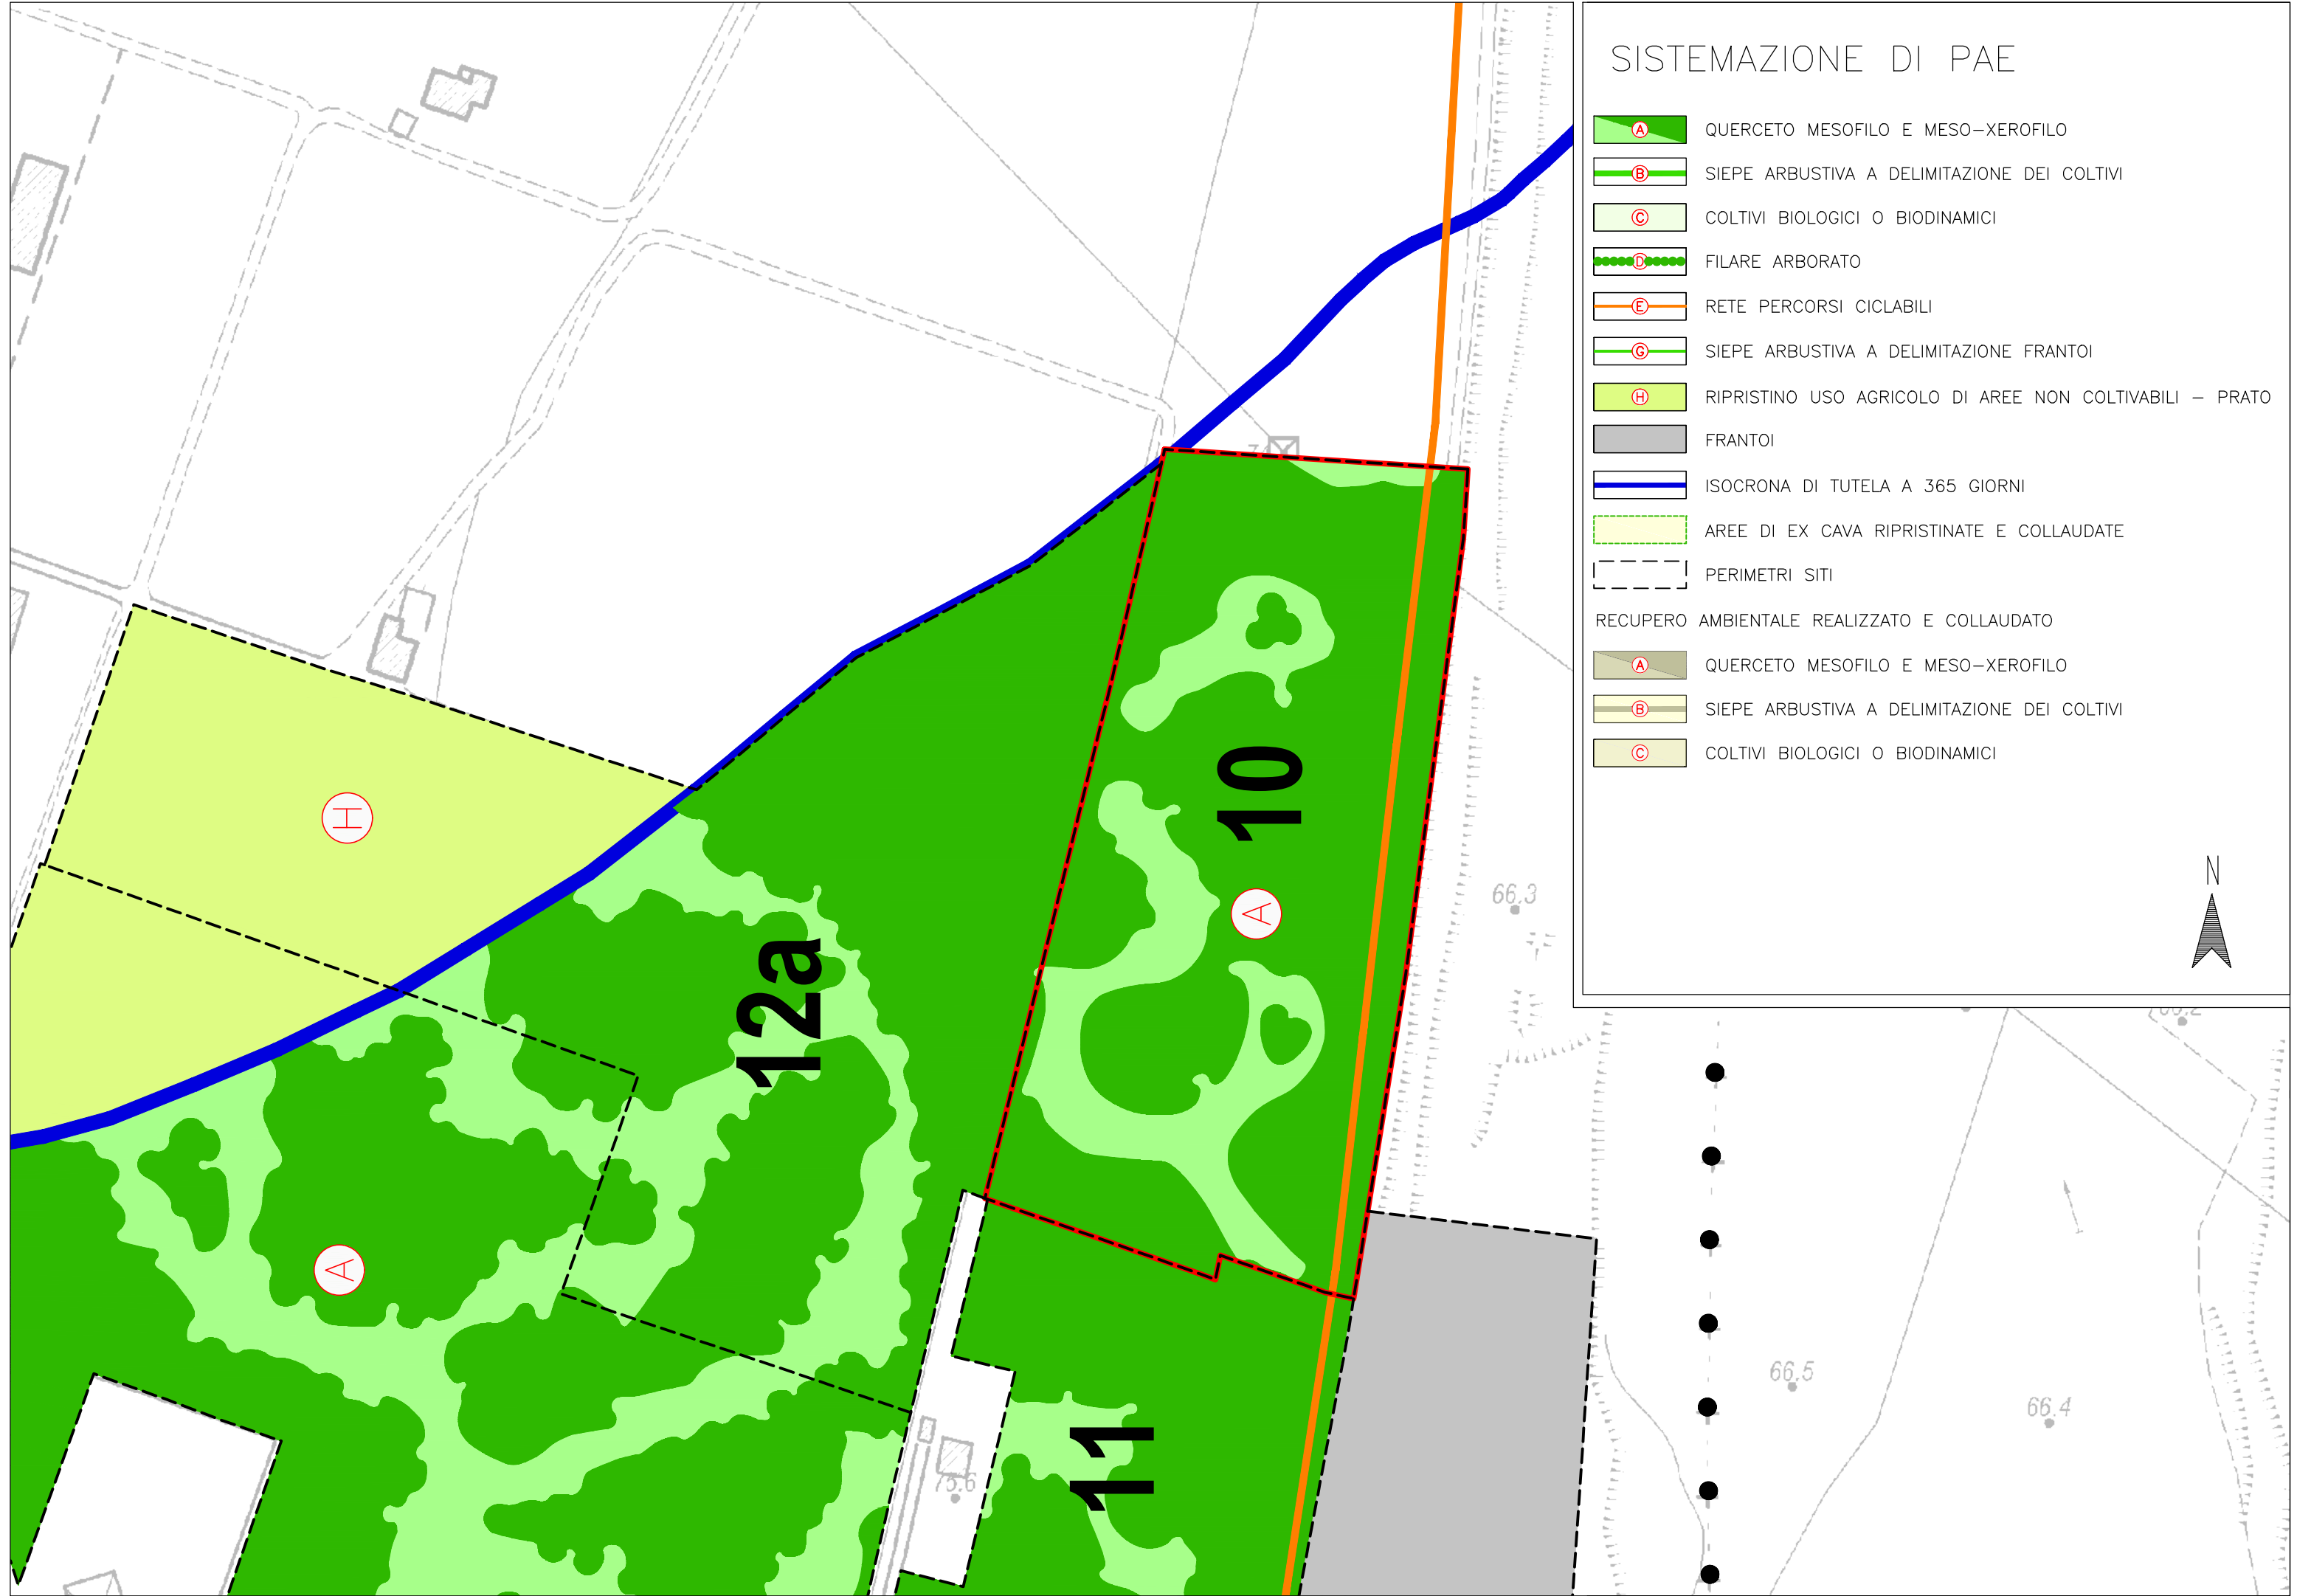 SISTEMAZIONE DI PAE
A QUERCETO MESOFILO E MESO-XEROFILO
B SIEPE ARBUSTIVA A DELIMITAZIONE DEI COLTIVI
C COLTIVI BIOLOGICI O BIODINAMICI
D FILARE ARBORATO
E RETE PERCORSI CICLABILI
G SIEPE ARBUSTIVA A DELIMITAZIONE FRANTOI
H RIPRISTINO USO AGRICOLO DI AREE NON COLTIVABILI – PRATO
FRANTOI
ISOCRONA DI TUTELA A 365 GIORNI
AREE DI EX CAVA RIPRISTINATE E COLLAUDATE
PERIMETRI SITI
RECUPERO AMBIENTALE REALIZZATO E COLLAUDATO
A QUERCETO MESOFILO E MESO-XEROFILO
B SIEPE ARBUSTIVA A DELIMITAZIONE DEI COLTIVI
C COLTIVI BIOLOGICI O BIODINAMICI
N
H
10
A
66.3
12a
A
11
75.6
66.5
66.4